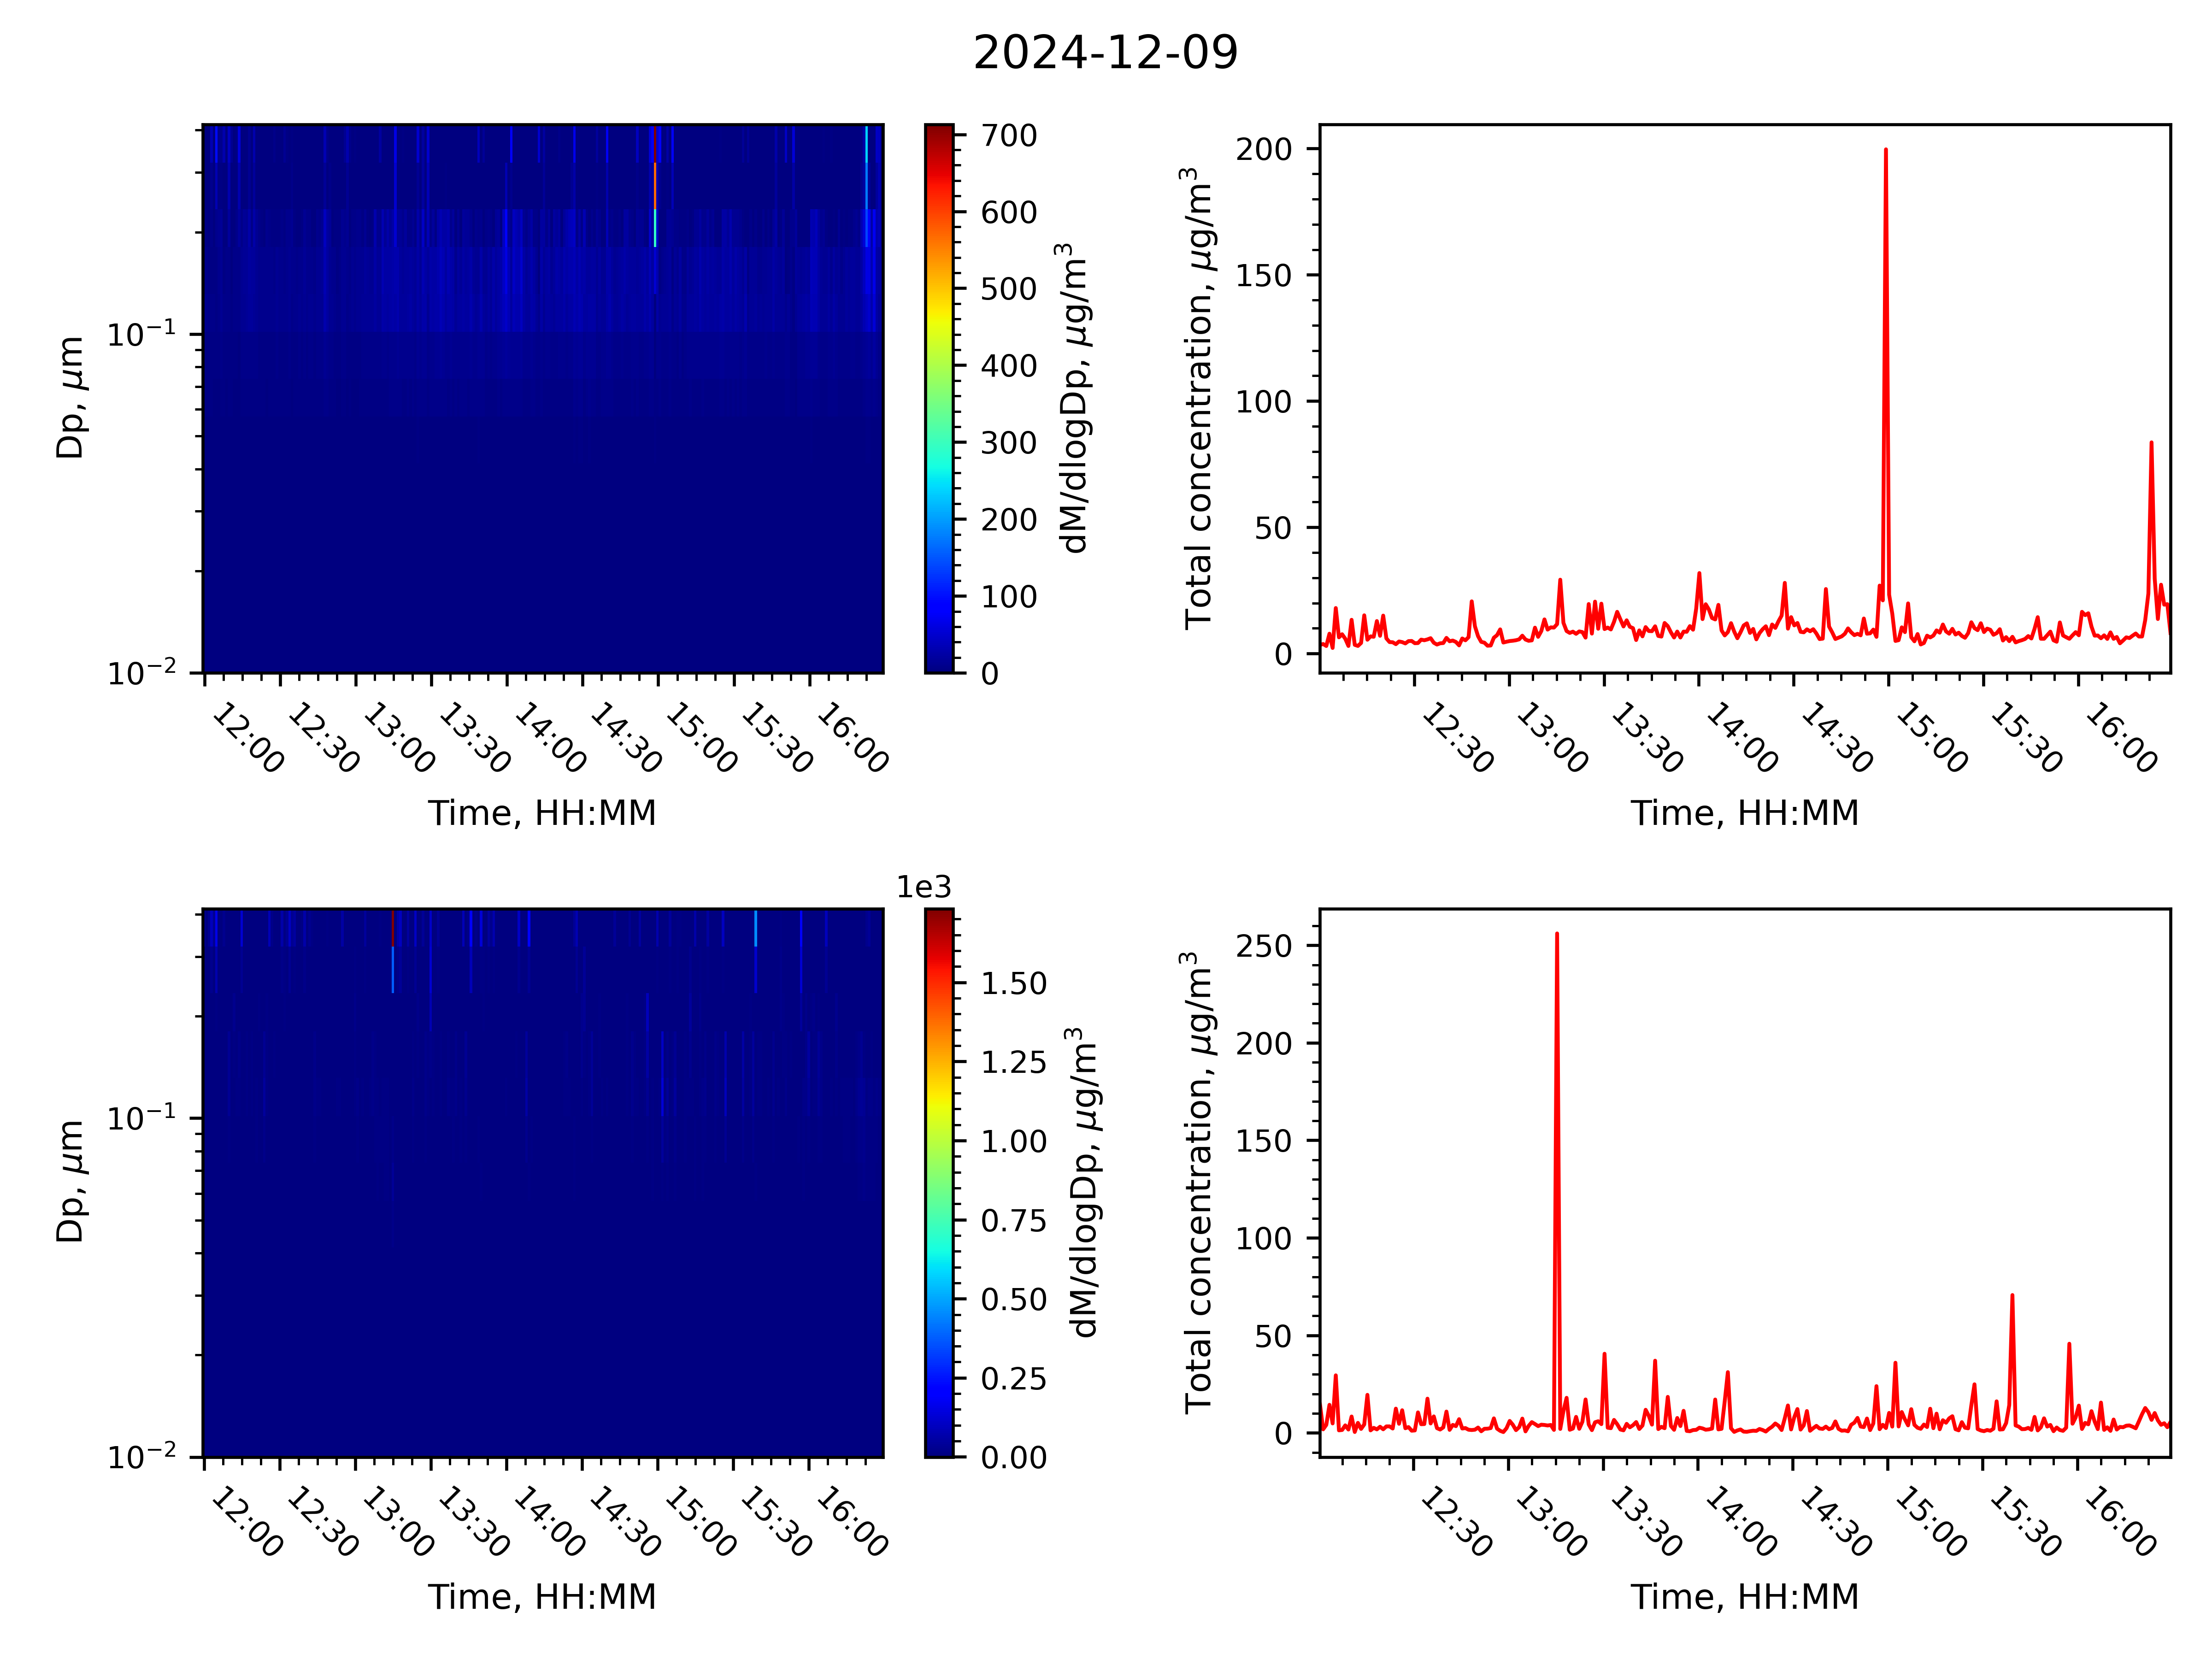 2024-12-09
Dp, μm
10⁻¹
10⁻²
12:00 12:30 13:00 13:30 14:00 14:30 15:00 15:30 16:00
Time, HH:MM
700
600
500
400
300
200
100
0
dM/dlogDp, μg/m³
Total concentration, μg/m³
200
150
100
50
0
12:30 13:00 13:30 14:00 14:30 15:00 15:30 16:00
Time, HH:MM
Dp, μm
10⁻¹
10⁻²
12:00 12:30 13:00 13:30 14:00 14:30 15:00 15:30 16:00
Time, HH:MM
1e3
1.50
1.25
1.00
0.75
0.50
0.25
0.00
dM/dlogDp, μg/m³
Total concentration, μg/m³
250
200
150
100
50
0
12:30 13:00 13:30 14:00 14:30 15:00 15:30 16:00
Time, HH:MM